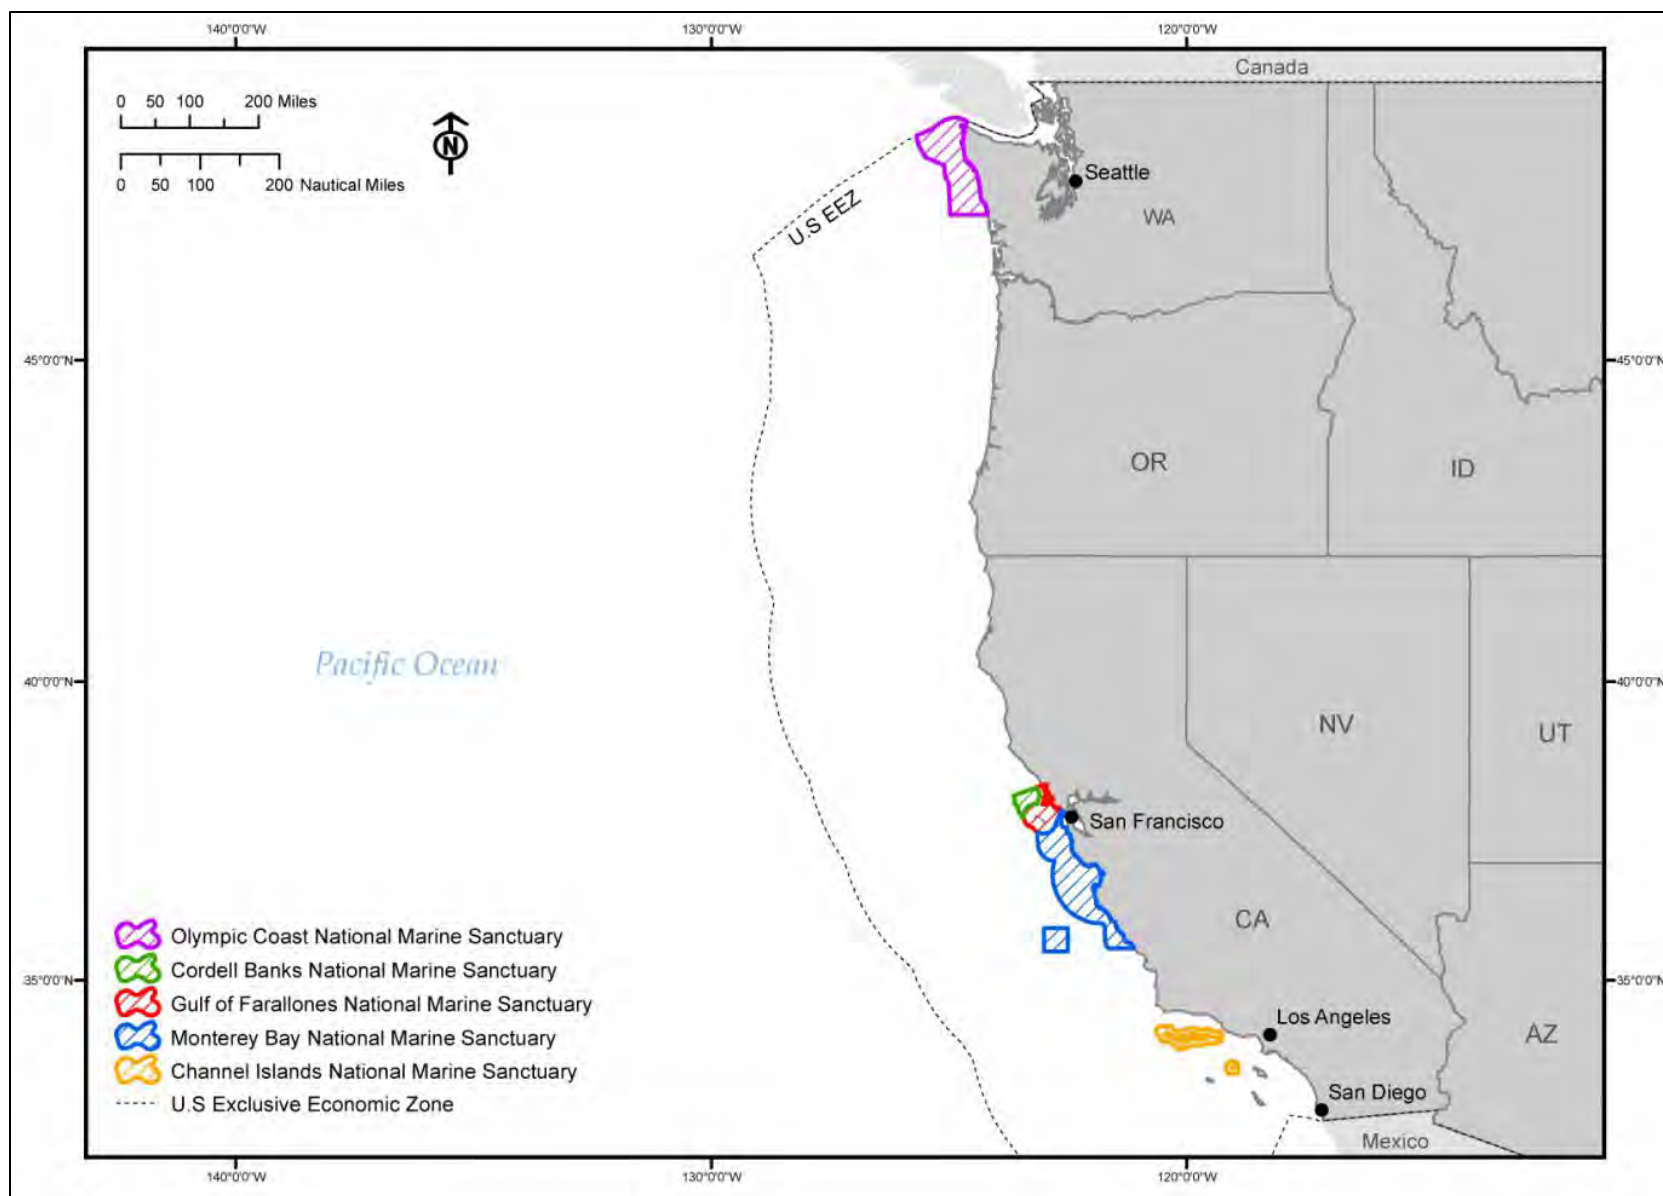 140°0'0"W 130°0'0"W 120°0'0"W
Canada
0 50 100 200 Miles
0 50 100 200 Nautical Miles
N
Seattle
WA
U.S EEZ
45°0'0"N 45°0'0"N
OR
ID
Pacific Ocean
40°0'0"N 40°0'0"N
NV
UT
San Francisco
CA
Olympic Coast National Marine Sanctuary
Cordell Banks National Marine Sanctuary
35°0'0"N 35°0'0"N
Gulf of Farallones National Marine Sanctuary
Los Angeles
AZ
Monterey Bay National Marine Sanctuary
Channel Islands National Marine Sanctuary
San Diego
U.S Exclusive Economic Zone
Mexico
140°0'0"W 130°0'0"W 120°0'0"W